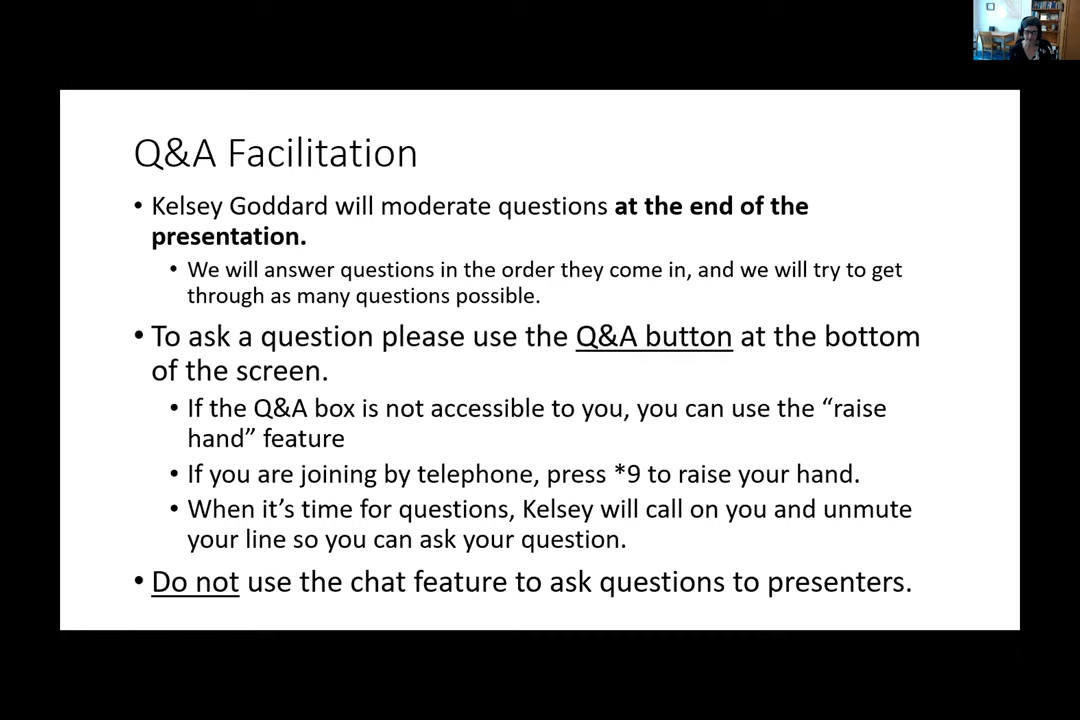 Q&A Facilitation
• Kelsey Goddard will moderate questions at the end of the
presentation.
• We will answer questions in the order they come in, and we will try to get
through as many questions possible.
• To ask a question please use the Q&A button at the bottom
of the screen.
• If the Q&A box is not accessible to you, you can use the “raise
hand” feature
• If you are joining by telephone, press *9 to raise your hand.
• When it’s time for questions, Kelsey will call on you and unmute
your line so you can ask your question.
• Do not use the chat feature to ask questions to presenters.